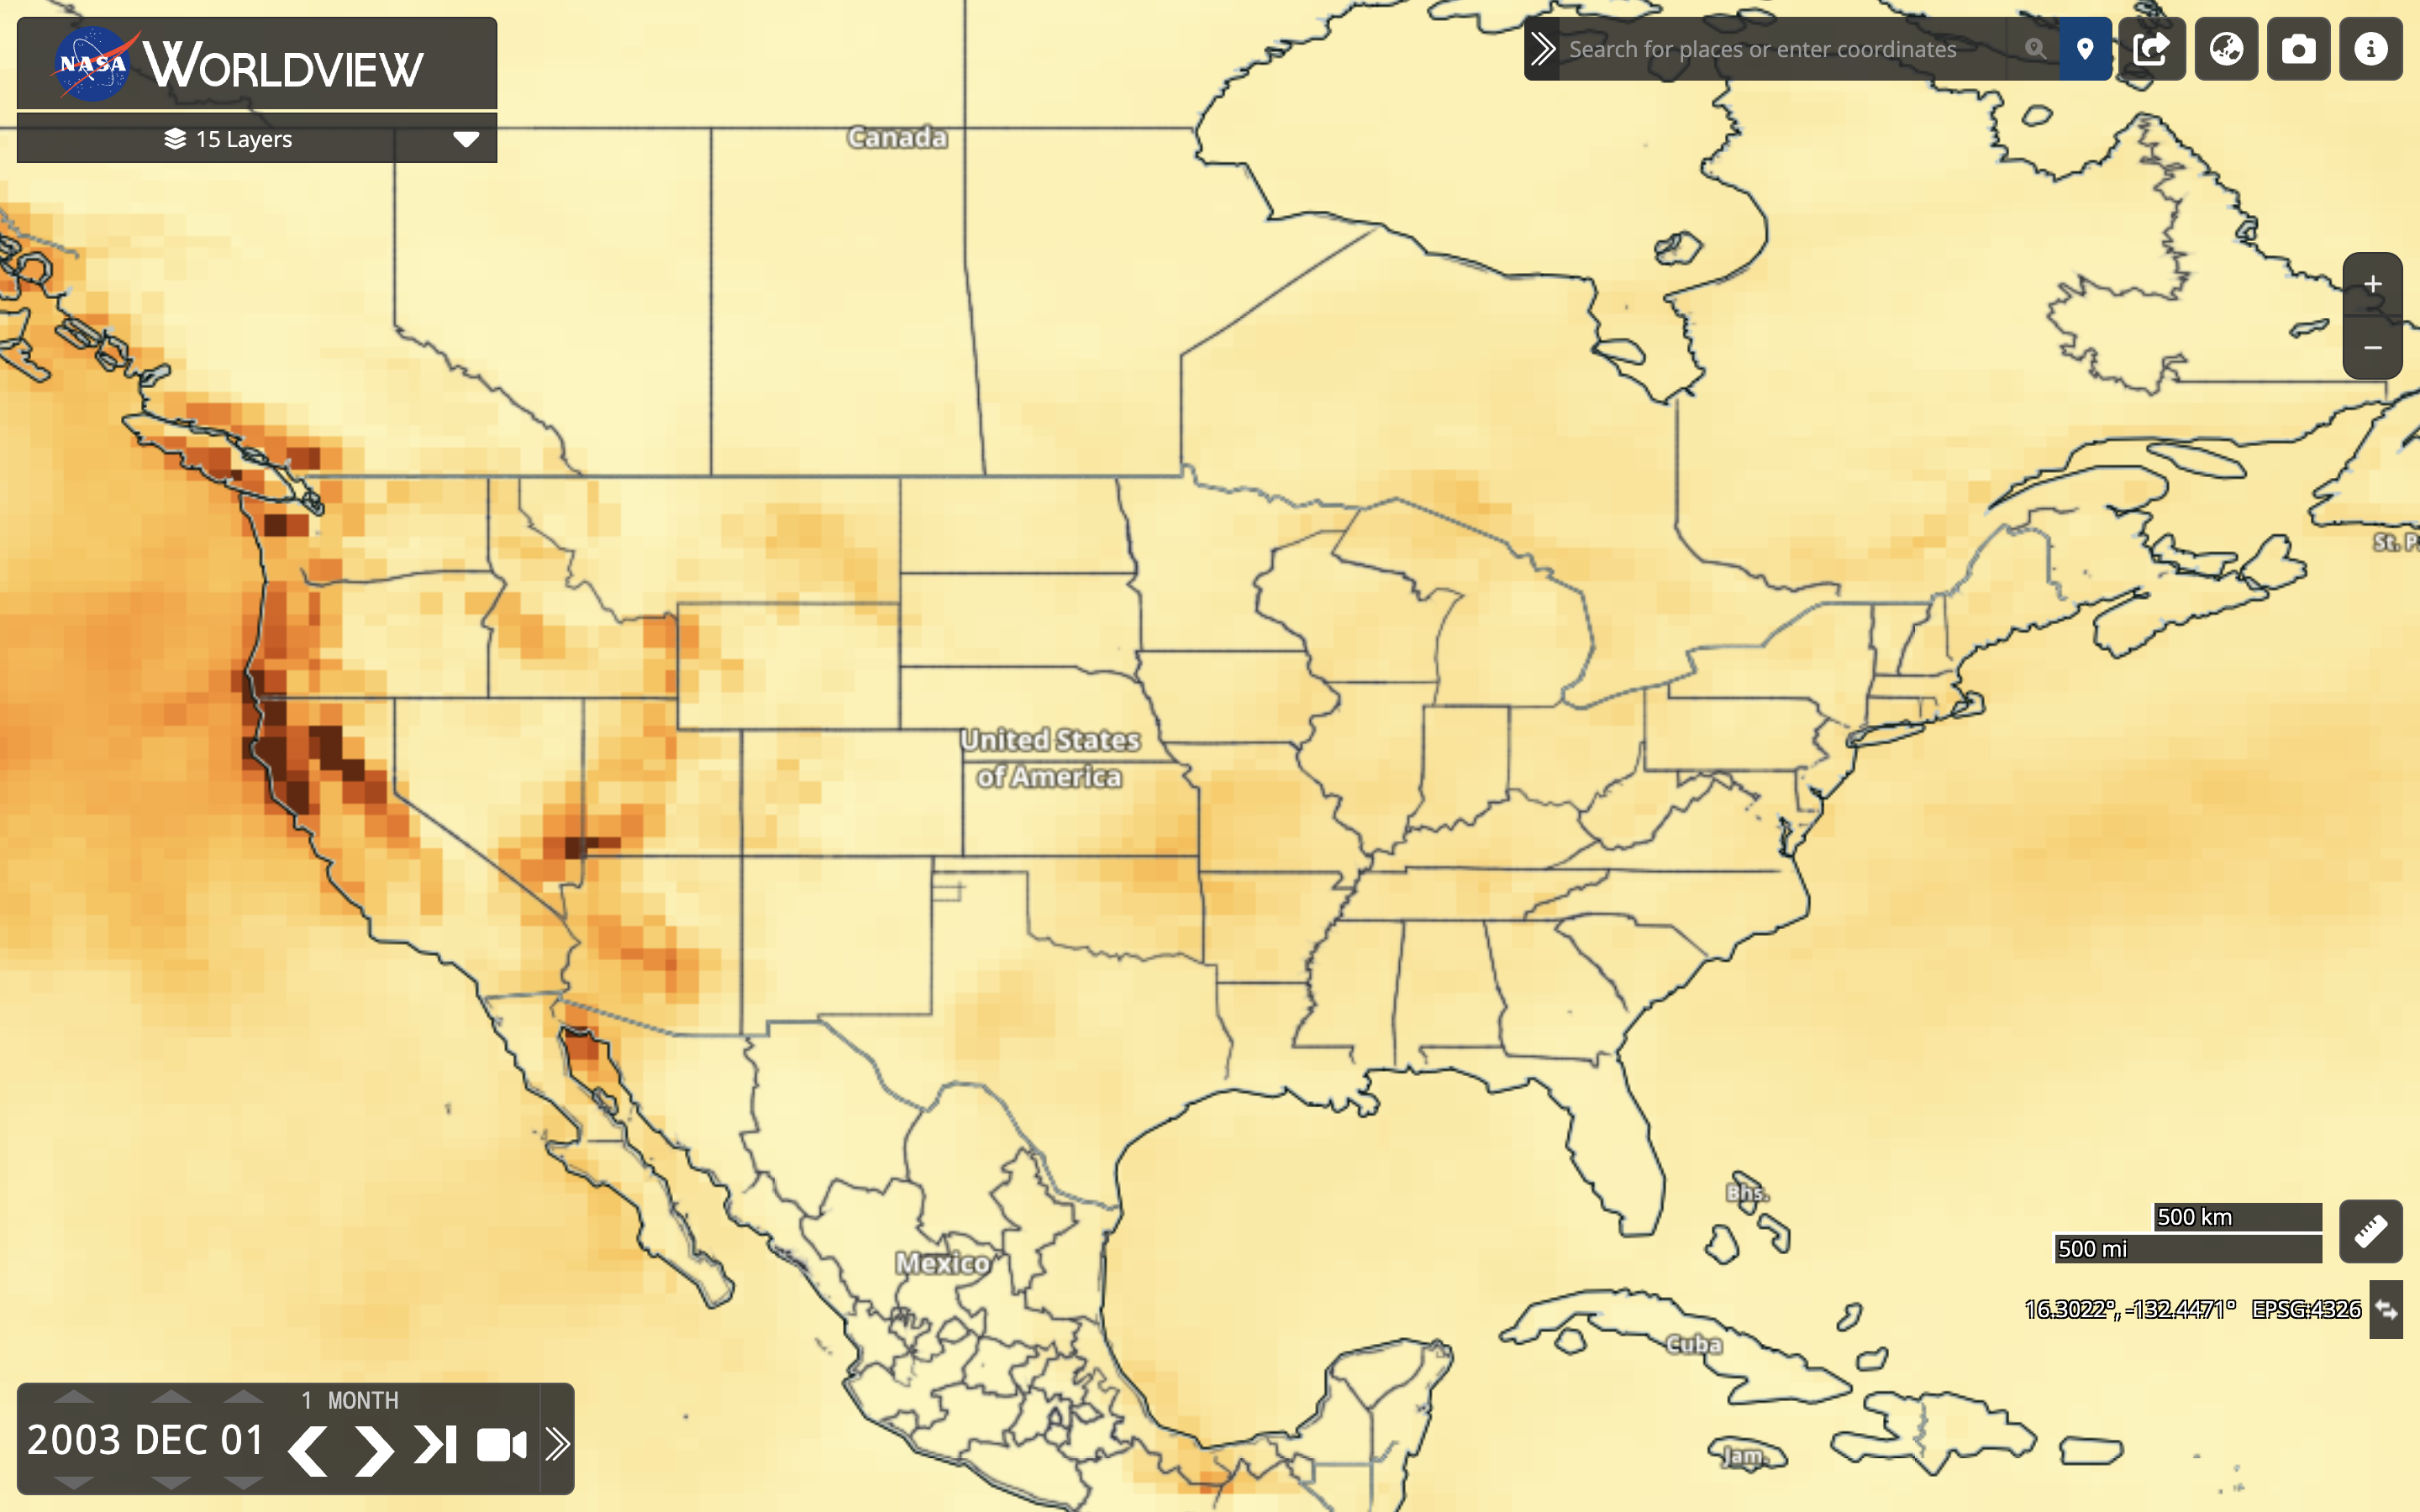 NASA WORLDVIEW
15 Layers
Search for places or enter coordinates
Canada
St. P
United States
of America
Bhs.
500 km
500 mi
Mexico
16.3022°, -132.4471° EPSG:4326
Cuba
1 MONTH
2003 DEC 01
Jam.